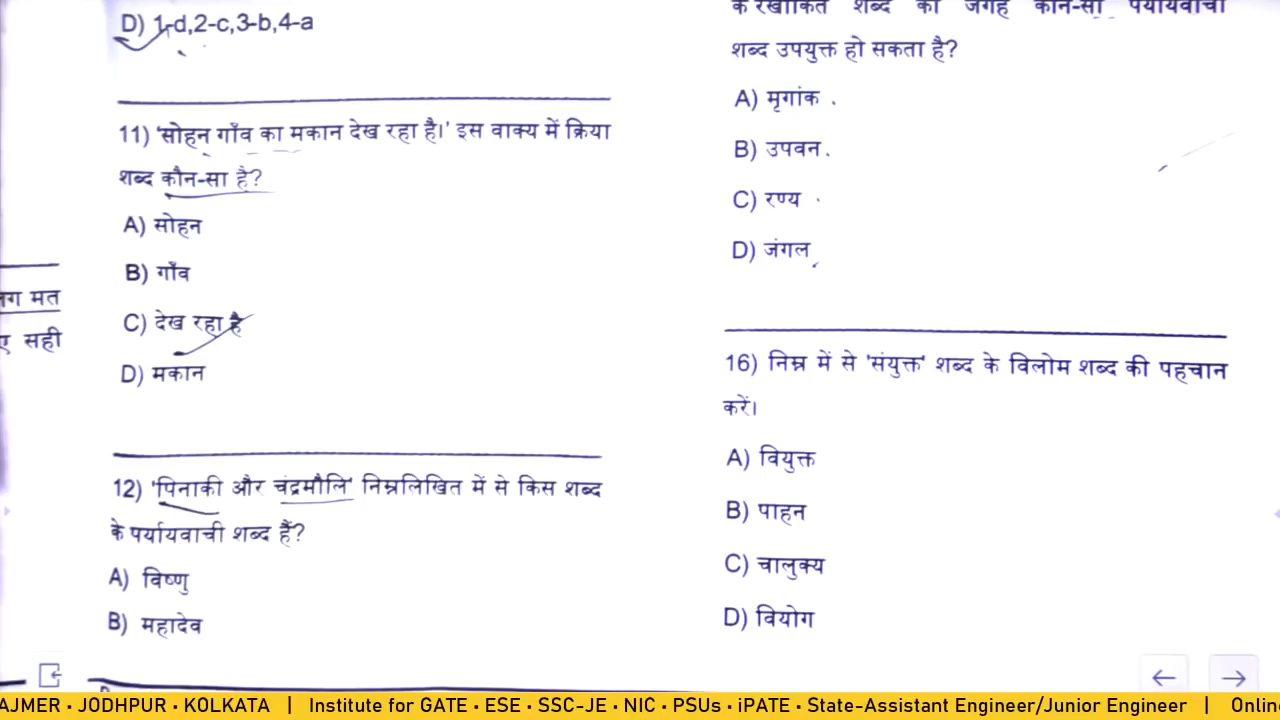 D) 1-d,2-c,3-b,4-a
11) 'सोहन गाँव का मकान देख रहा है।' इस वाक्य में क्रिया
शब्द कौन-सा है?
A) सोहन
B) गाँव
C) देख रहा है
D) मकान
12) 'पिनाकी और चंद्रमौलि' निम्नलिखित में से किस शब्द
के पर्यायवाची शब्द हैं?
A) विष्णु
B) महादेव
मत
सही
के रेखांकित शब्द की जगह कौन-सा पर्यायवाची
शब्द उपयुक्त हो सकता है?
A) मृगांक
B) उपवन
C) रण्य
D) जंगल
16) निम्न में से 'संयुक्त' शब्द के विलोम शब्द की पहचान
करें।
A) वियुक्त
B) पाहन
C) चालुक्य
D) वियोग
AJMER • JODHPUR • KOLKATA | Institute for GATE • ESE • SSC-JE • NIC • PSUs • iPATE • State-Assistant Engineer/Junior Engineer | Onlin